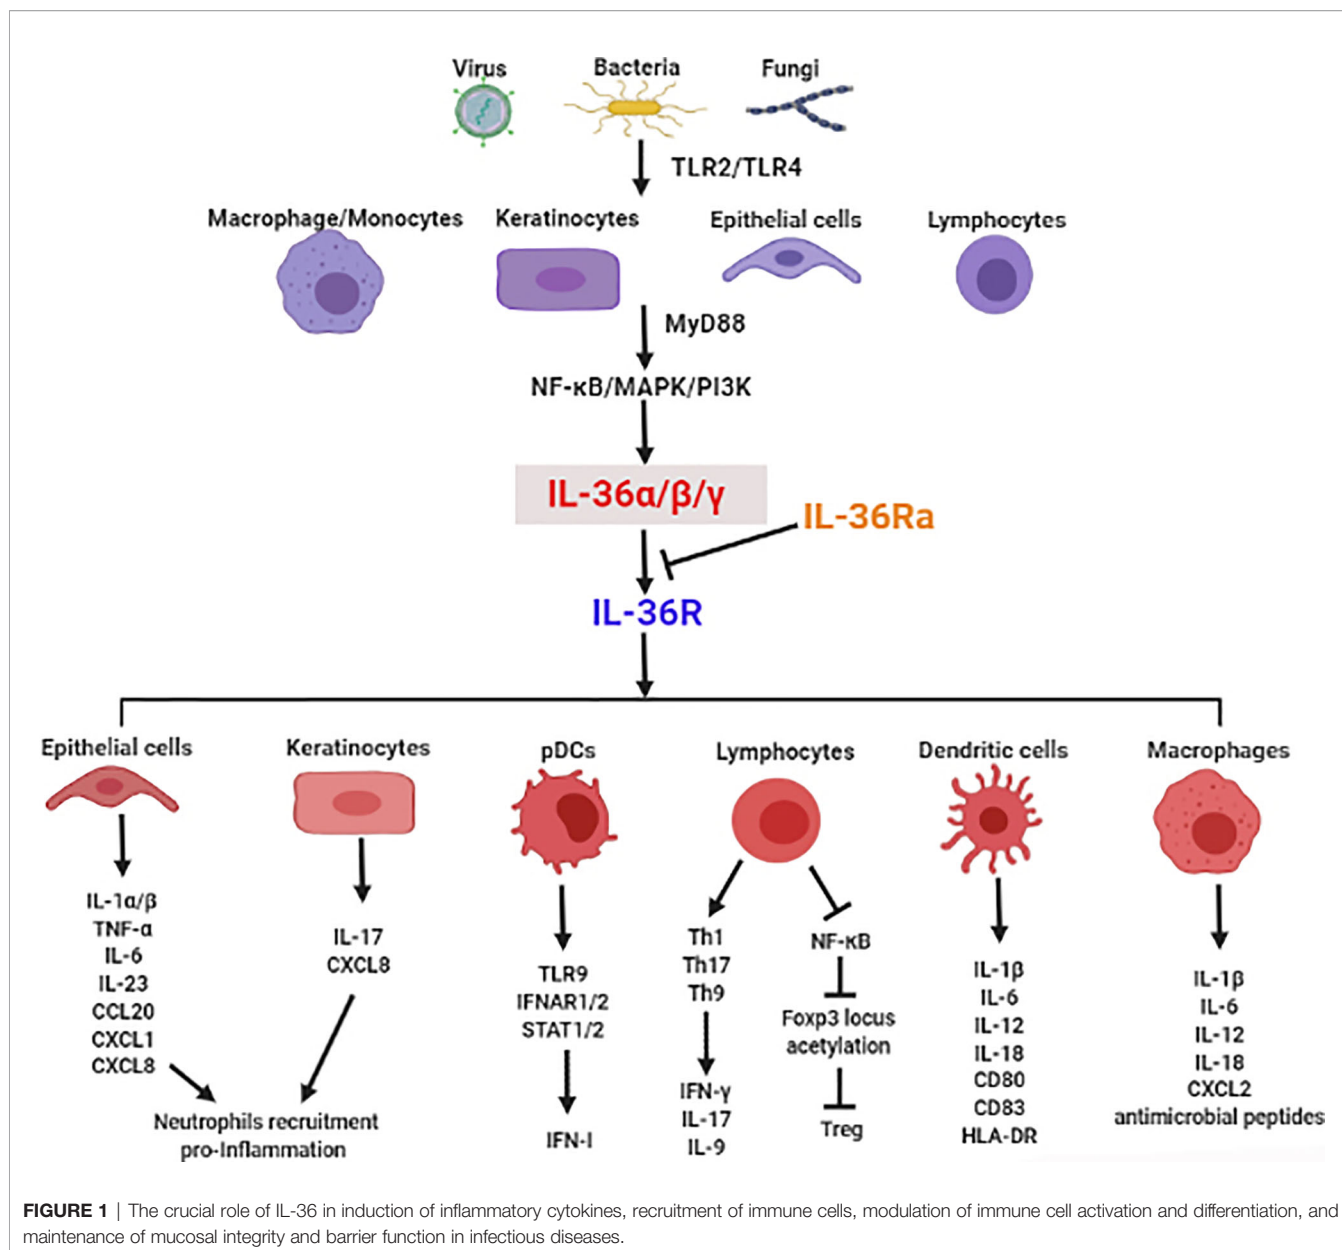 Virus
Bacteria
Fungi
TLR2/TLR4
Macrophage/Monocytes
Keratinocytes
Epithelial cells
Lymphocytes
MyD88
NF-κB/MAPK/PI3K
IL-36α/β/γ
IL-36Ra
IL-36R
Epithelial cells
IL-1α/β
TNF-α
IL-6
IL-23
CCL20
CXCL1
CXCL8
Keratinocytes
IL-17
CXCL8
Neutrophils recruitment
pro-Inflammation
pDCs
TLR9
IFNAR1/2
STAT1/2
IFN-I
Lymphocytes
Th1
Th17
Th9
IFN-γ
IL-17
IL-9
NF-κB
Foxp3 locus
acetylation
Treg
Dendritic cells
IL-1β
IL-6
IL-12
IL-18
CD80
CD83
HLA-DR
Macrophages
IL-1β
IL-6
IL-12
IL-18
CXCL2
antimicrobial peptides
FIGURE 1 | The crucial role of IL-36 in induction of inflammatory cytokines, recruitment of immune cells, modulation of immune cell activation and differentiation, and
maintenance of mucosal integrity and barrier function in infectious diseases.